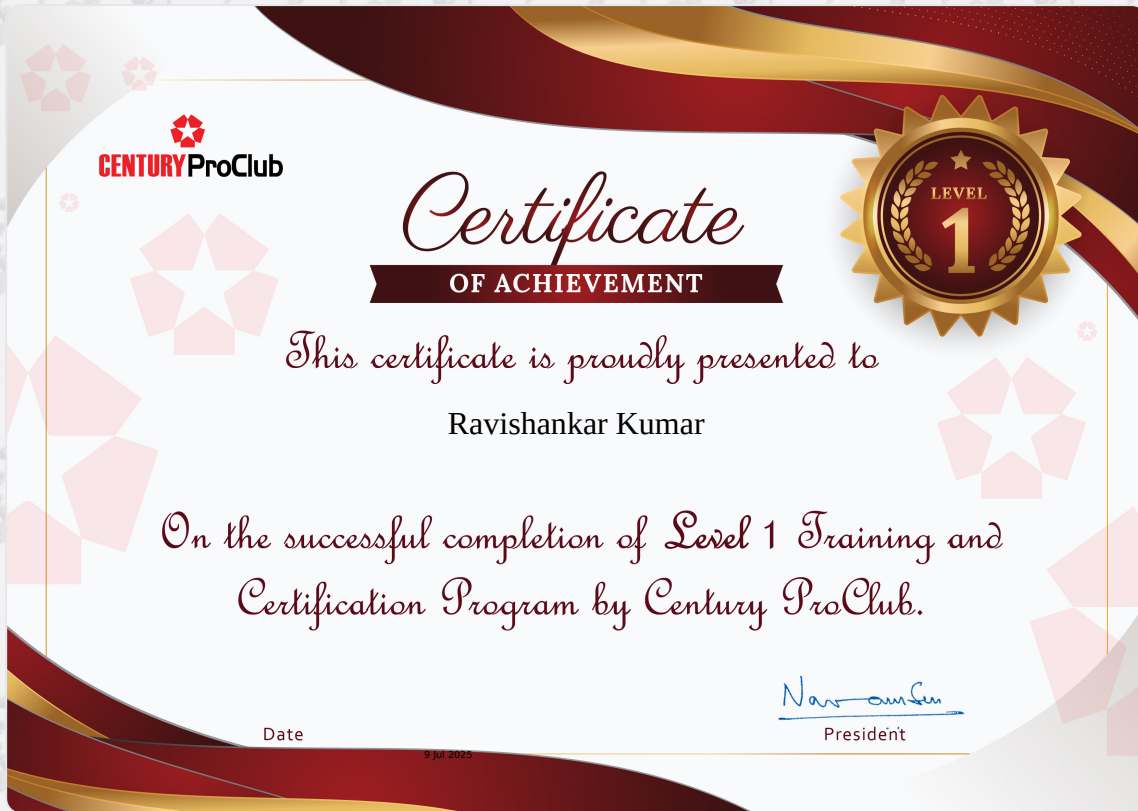 CENTURY ProClub
LEVEL
1
Certificate
OF ACHIEVEMENT
This certificate is proudly presented to
Ravishankar Kumar
On the successful completion of Level 1 Training and
Certification Program by Century ProClub.
Date
President
9 Jul 2025